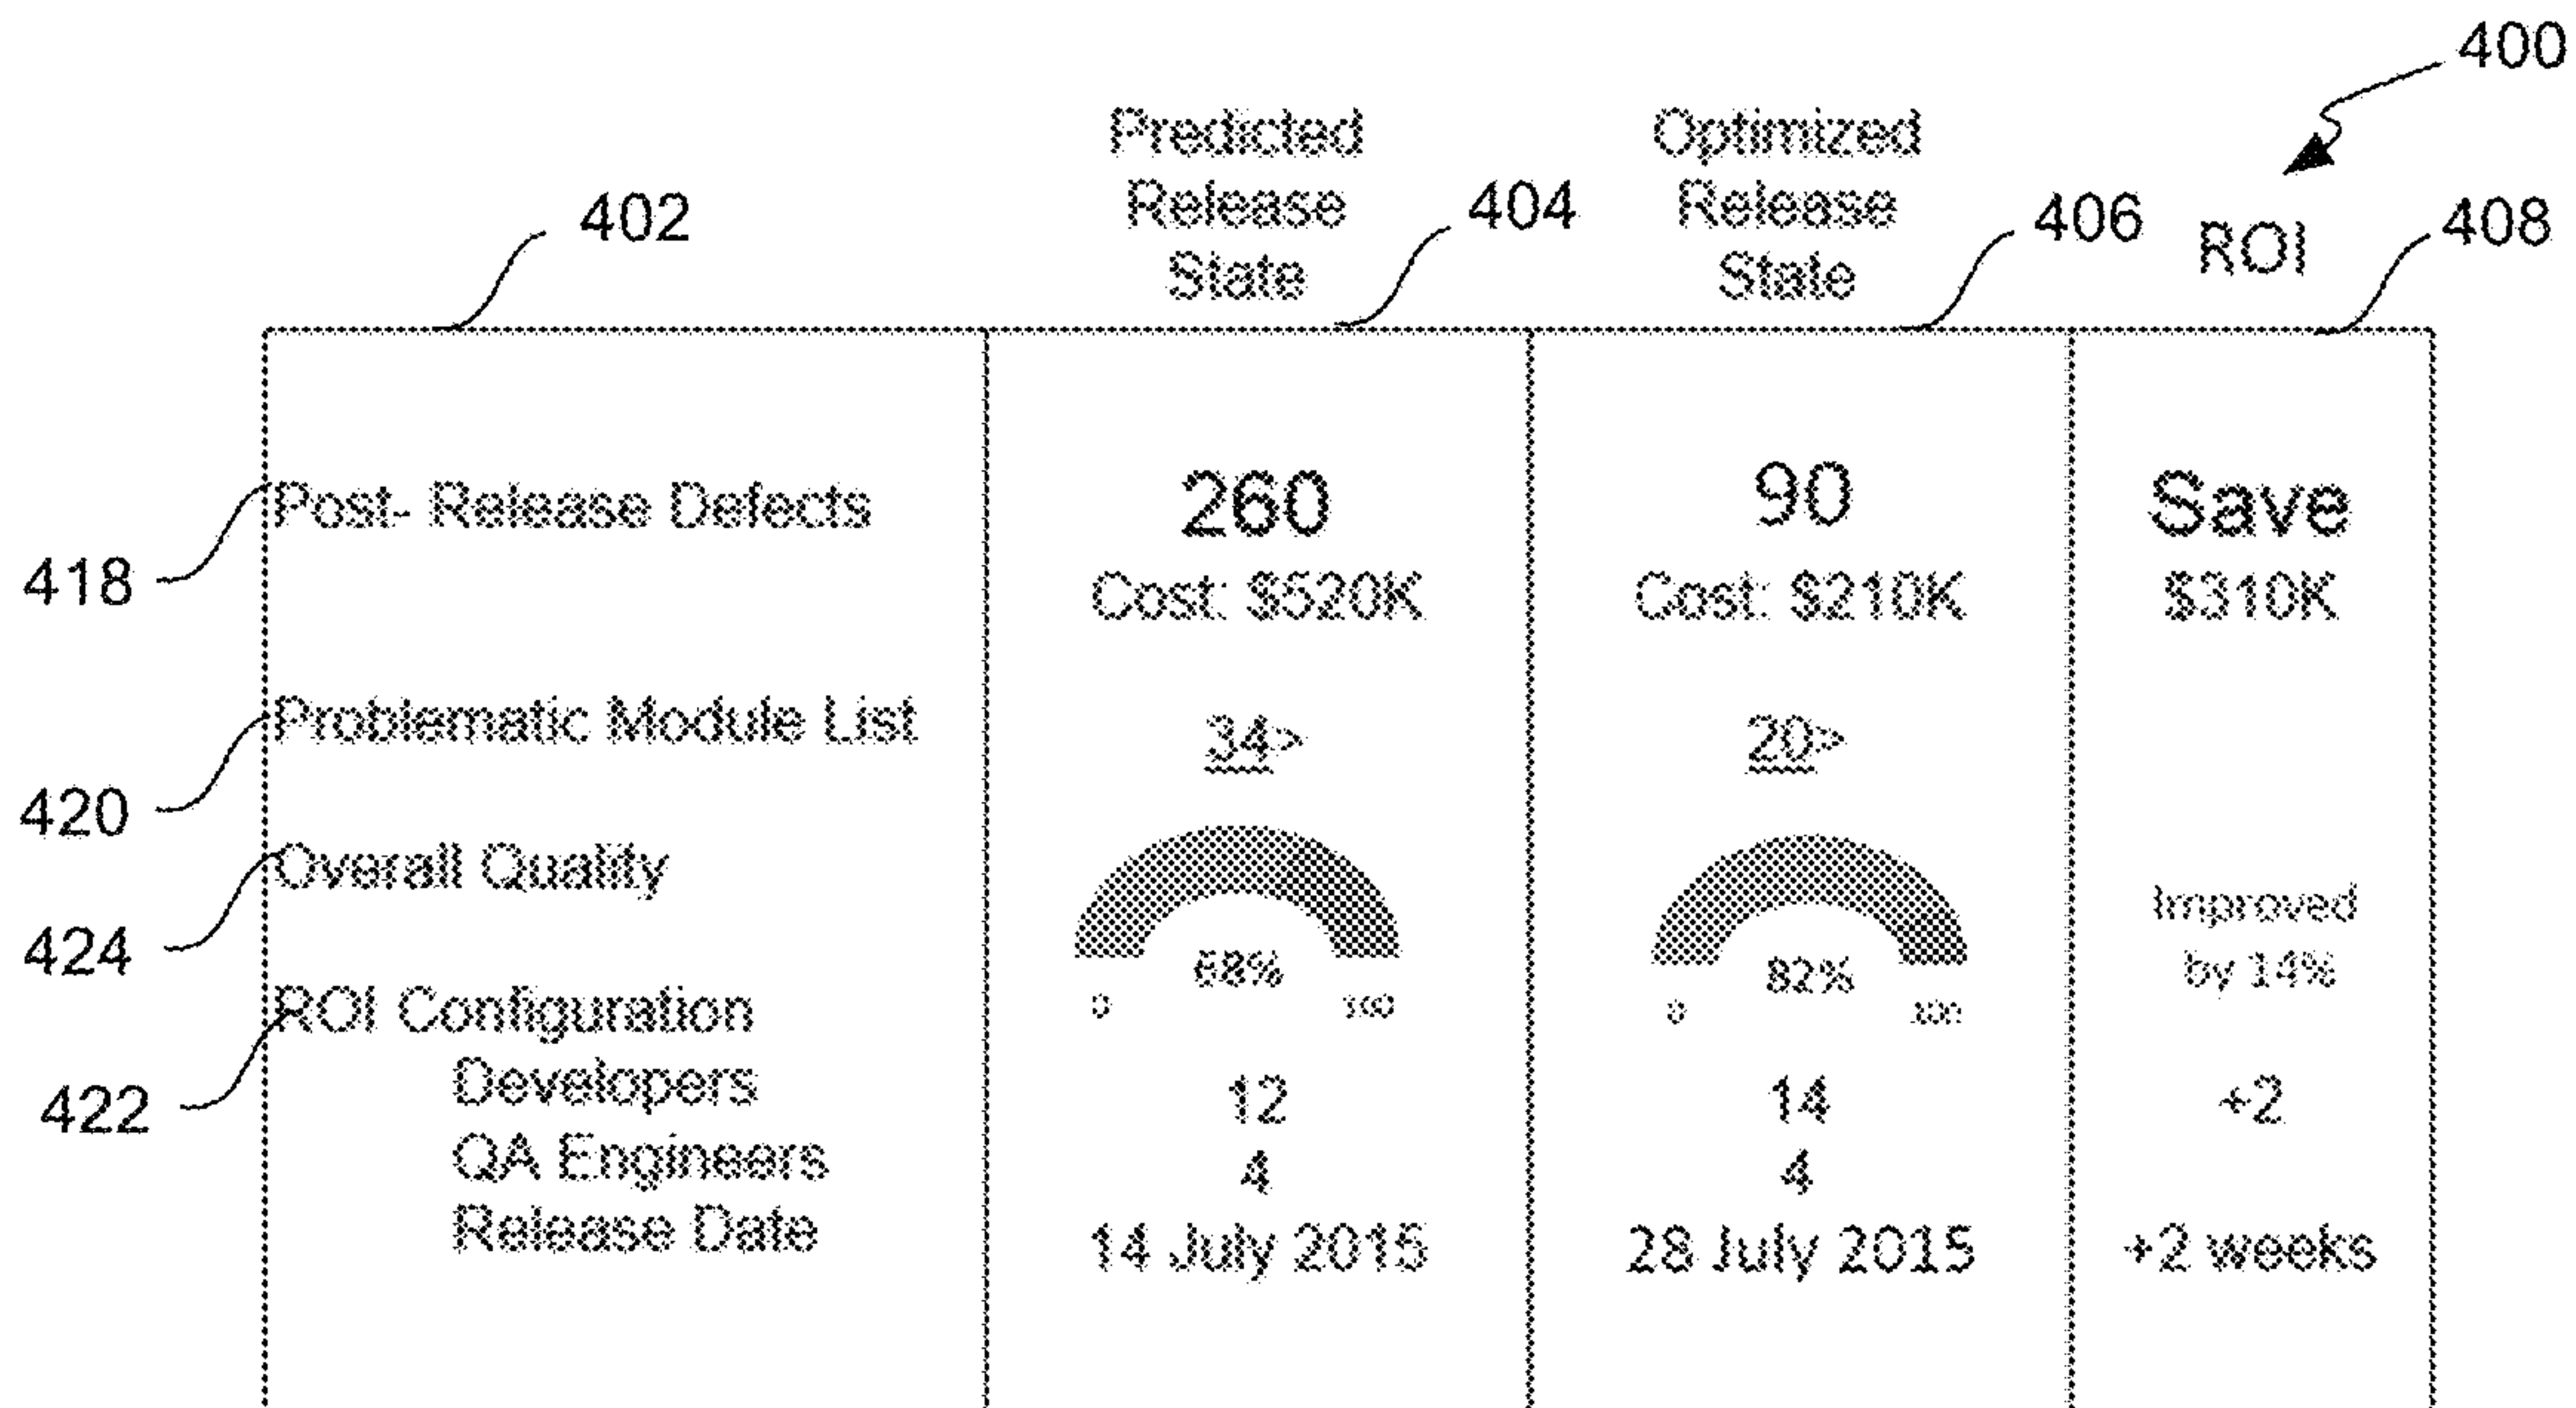 400
Predicted
Release
State
Optimized
Release
State
ROI
402
404
406
408
Post- Release Defects
260
90
Save
Cost: $520K
Cost: $210K
$310K
418
Problematic Module List
34>
20>
420
Overall Quality
424
68%
0
100
82%
0
100
Improved
by 14%
ROI Configuration
422
Developers
12
14
+2
QA Engineers
4
4
Release Date
14 July 2015
28 July 2015
+2 weeks